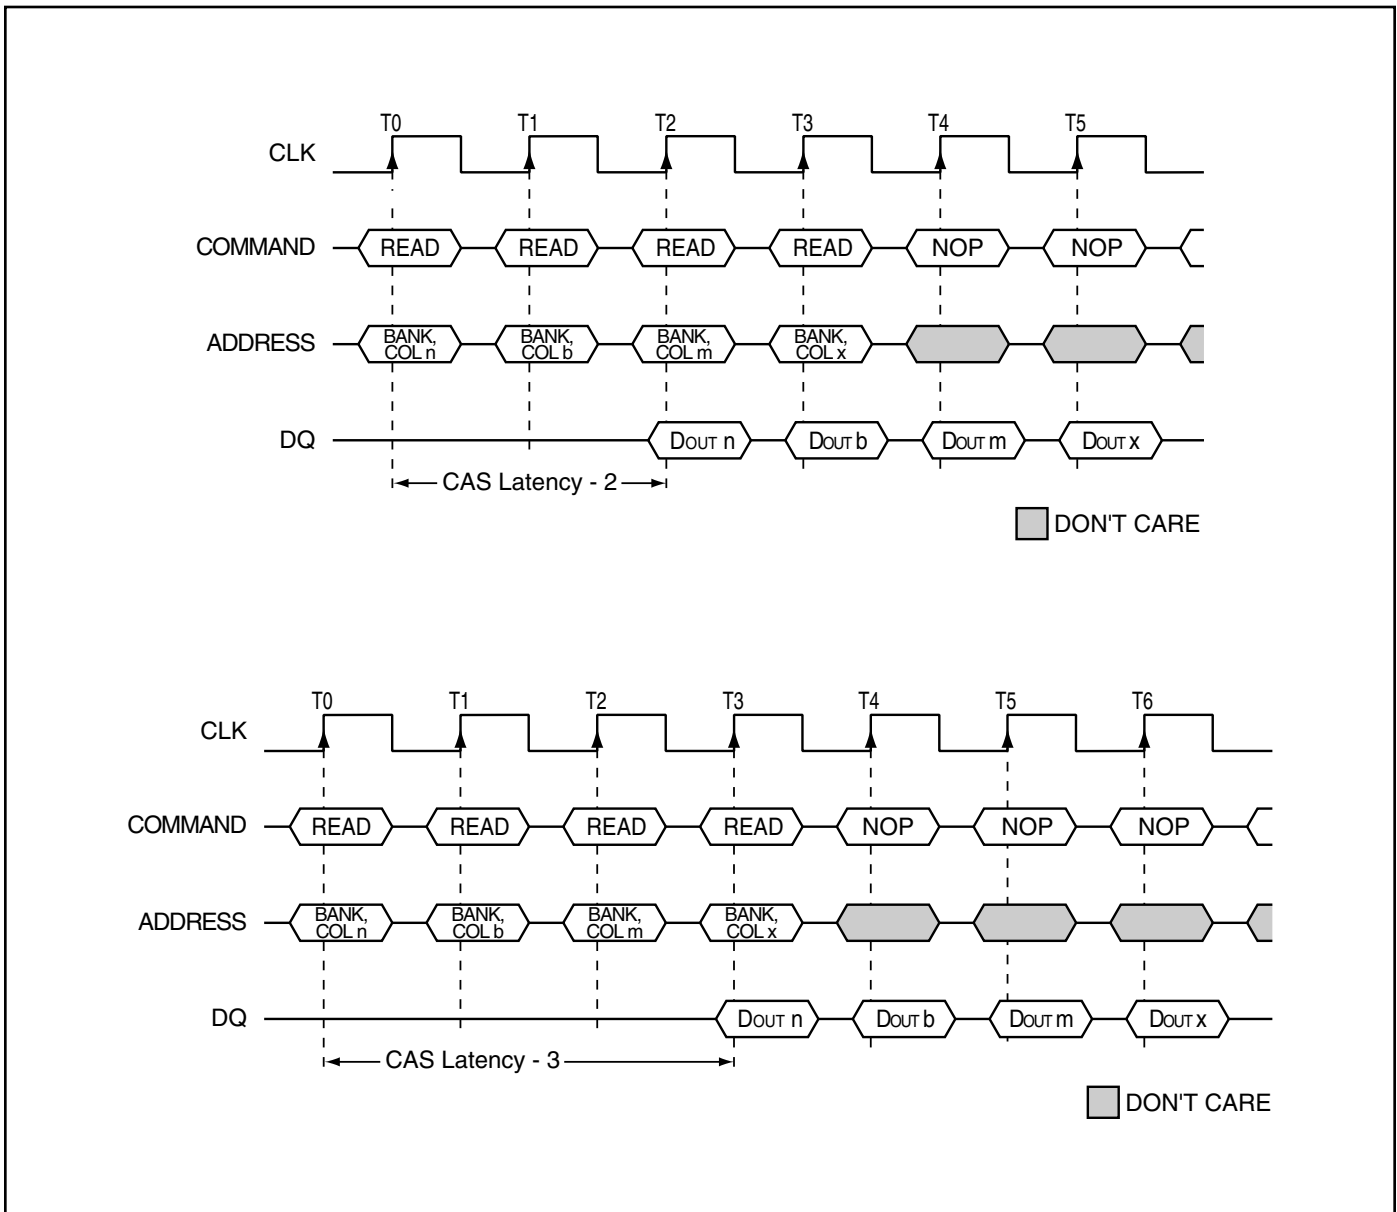 T0 T1 T2 T3 T4 T5
CLK
COMMAND READ READ READ READ NOP NOP
ADDRESS BANK, COL n BANK, COL b BANK, COL m BANK, COL x
DQ DOUT n DOUT b DOUT m DOUT x
CAS Latency - 2
DON'T CARE
T0 T1 T2 T3 T4 T5 T6
CLK
COMMAND READ READ READ READ NOP NOP NOP
ADDRESS BANK, COL n BANK, COL b BANK, COL m BANK, COL x
DQ DOUT n DOUT b DOUT m DOUT x
CAS Latency - 3
DON'T CARE